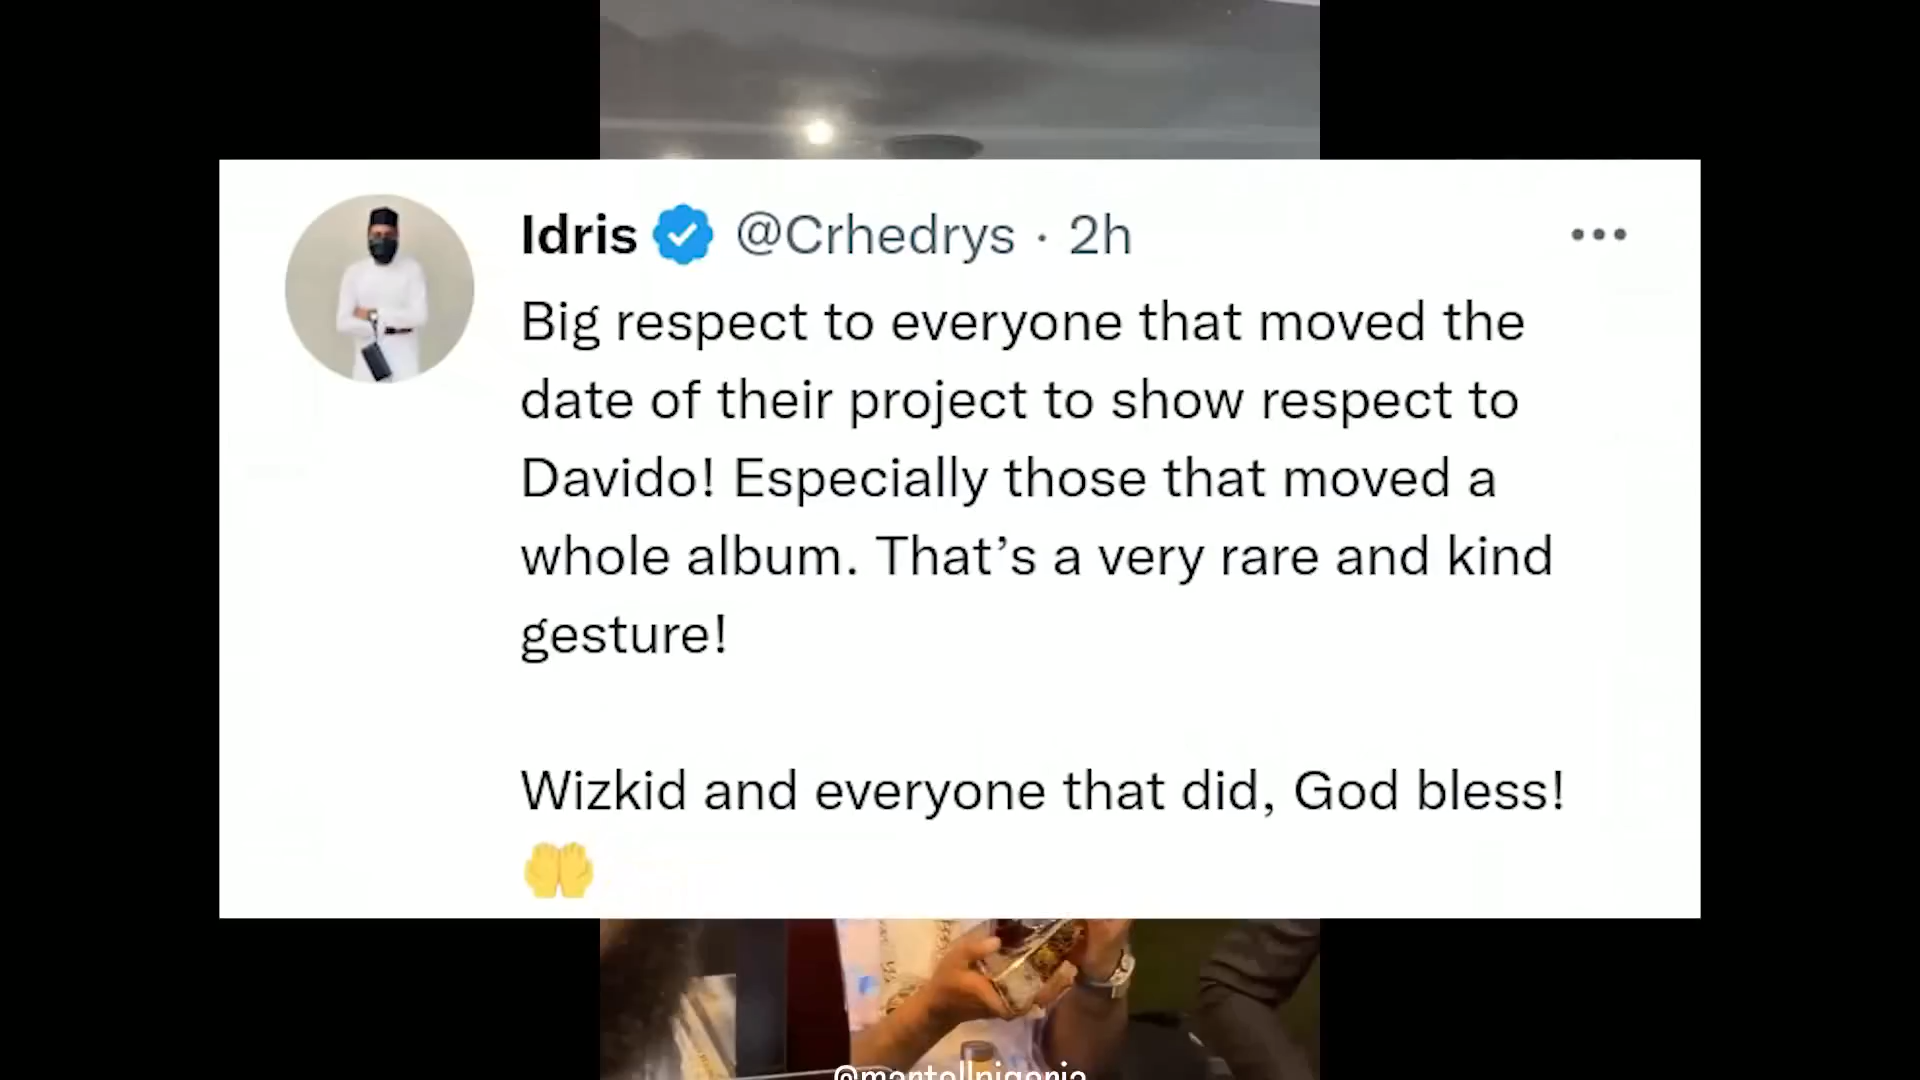 Idris @Crhedrys · 2h
Big respect to everyone that moved the
date of their project to show respect to
Davido! Especially those that moved a
whole album. That’s a very rare and kind
gesture!
Wizkid and everyone that did, God bless!
🤲
@martellnigeria